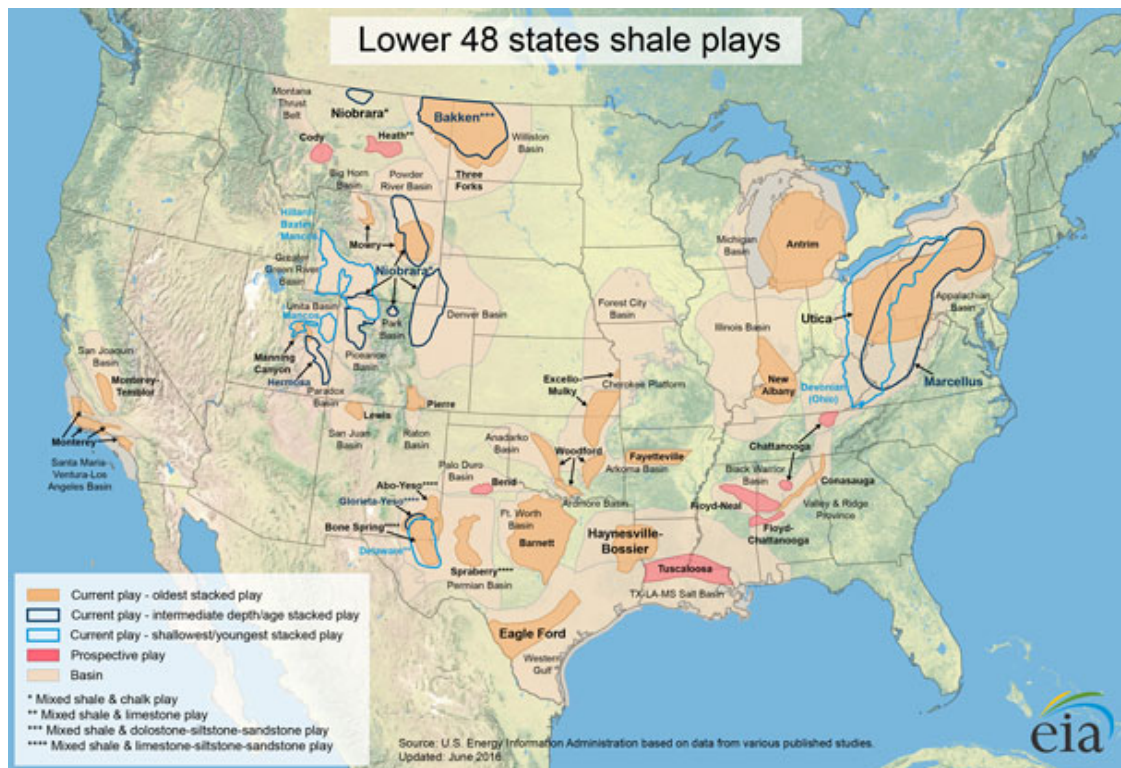 Lower 48 states shale plays
Montana
Thrust
Belt
Niobrara*
Bakken***
Cody
Heath**
Williston
Basin
Big Horn
Basin
Powder
River Basin
Three
Forks
Hilliard-
Baxter-
Mancos
Mowry
Greater
Green River
Basin
Niobrara*
Michigan
Basin
Antrim
Uinta Basin
Mancos
Park
Basin
Denver Basin
Forest City
Basin
Illinois Basin
Utica
Appalachian
Basin
San Joaquin
Basin
Monterey-
Temblor
Manning
Canyon
Piceance
Basin
Hermosa
Paradox
Basin
Excello-
Mulky
Cherokee Platform
New
Albany
Devonian
(Ohio)
Marcellus
Lewis
Pierre
Monterey
San Juan
Basin
Raton
Basin
Anadarko
Basin
Woodford
Fayetteville
Chattanooga
Santa Maria-
Ventura-Los
Angeles Basin
Palo Duro
Basin
Arkoma Basin
Black Warrior
Basin
Conasauga
Abo-Yeso****
Bend
Glorieta-Yeso****
Ardmore Basin
Floyd-Neal
Valley & Ridge
Province
Bone Spring****
Ft. Worth
Basin
Haynesville-
Bossier
Floyd-
Chattanooga
Barnett
Spraberry****
Permian Basin
Tuscaloosa
TX-LA-MS Salt Basin
Eagle Ford
Western
Gulf
Current play - oldest stacked play
Current play - intermediate depth/age stacked play
Current play - shallowest/youngest stacked play
Prospective play
Basin
* Mixed shale & chalk play
** Mixed shale & limestone play
*** Mixed shale & dolostone-siltstone-sandstone play
**** Mixed shale & limestone-siltstone-sandstone play
Source: U.S. Energy Information Administration based on data from various published studies.
Updated: June 2016
eia